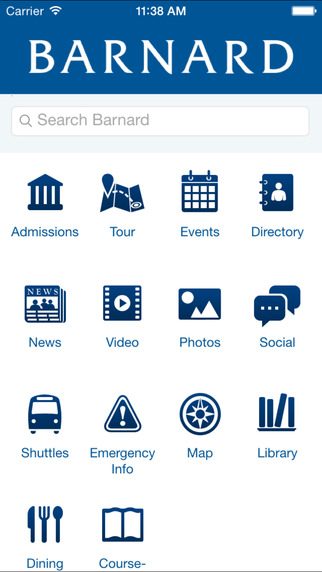 Carrier 11:38 AM
BARNARD
Search Barnard
Admissions Tour Events Directory
NEWS
News Video Photos Social
Shuttles Emergency Map Library
Info
Dining Course-